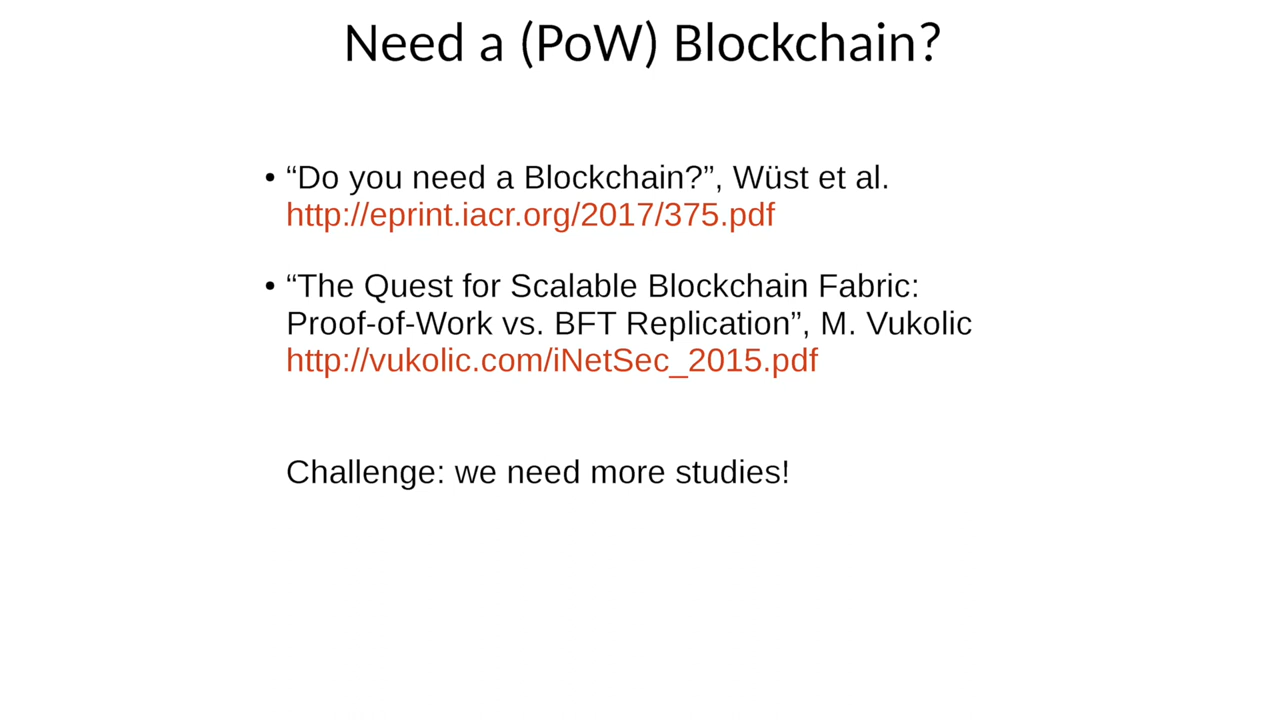 Need a (PoW) Blockchain?
• “Do you need a Blockchain?”, Wüst et al.
http://eprint.iacr.org/2017/375.pdf
• “The Quest for Scalable Blockchain Fabric:
Proof-of-Work vs. BFT Replication”, M. Vukolic
http://vukolic.com/iNetSec_2015.pdf
Challenge: we need more studies!